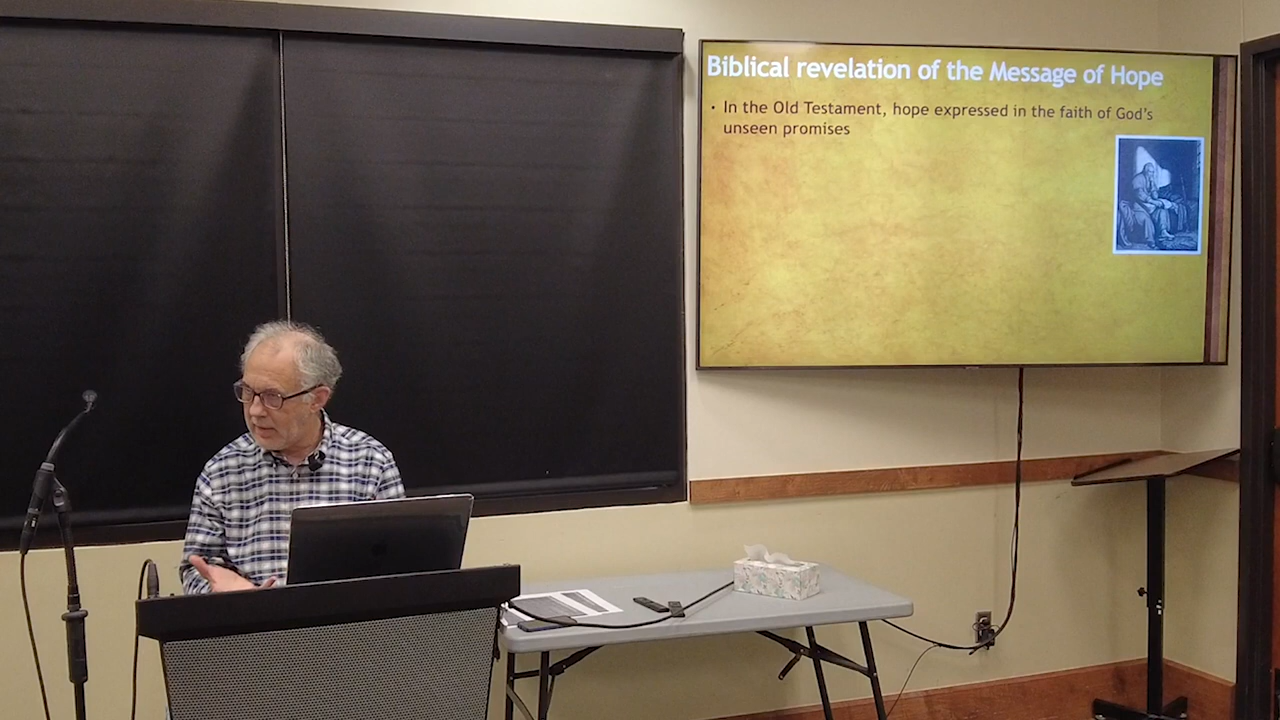 Biblical revelation of the Message of Hope
• In the Old Testament, hope expressed in the faith of God's
unseen promises